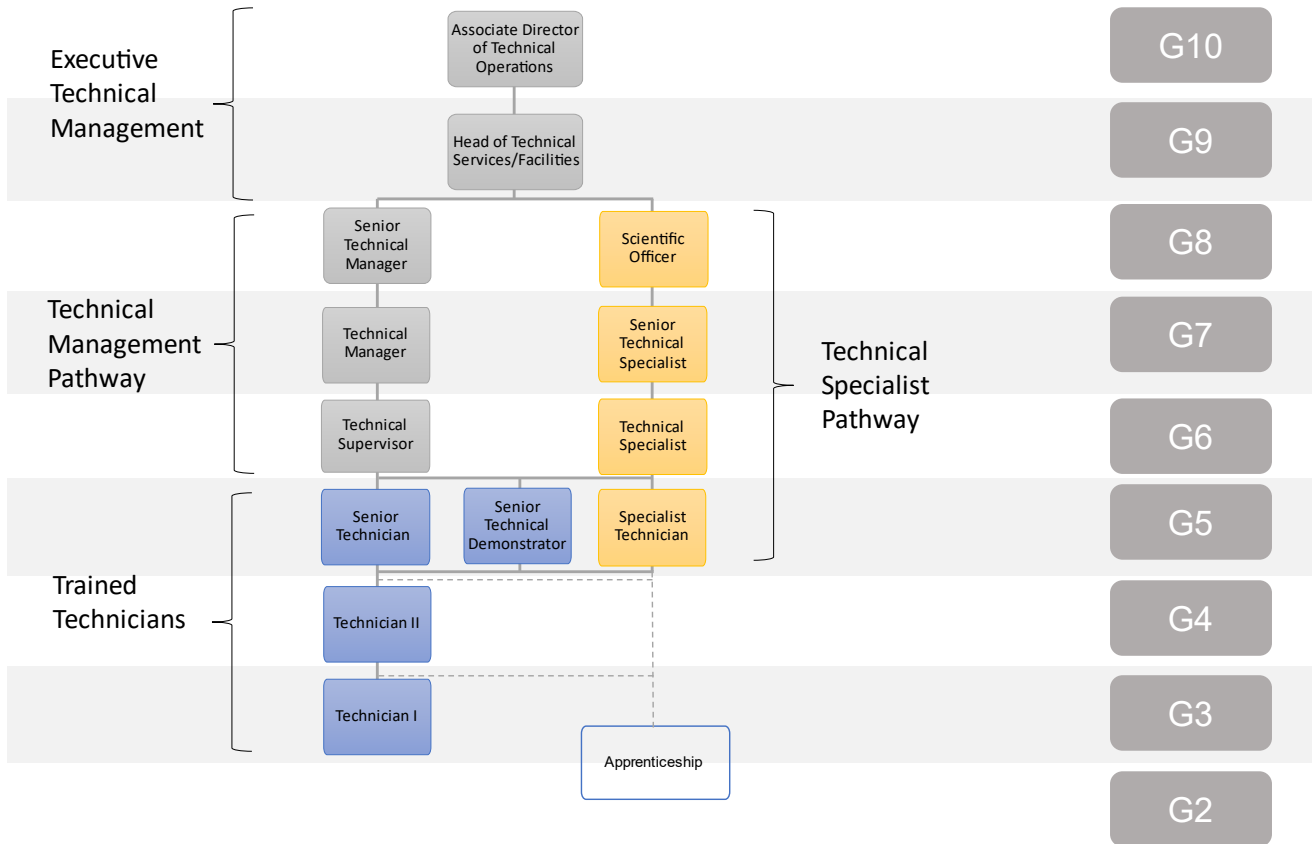 Associate Director
of Technical
Operations
G10
Executive
Technical
Management
Head of Technical
Services/Facilities
G9
Senior
Technical
Manager
Scientific
Officer
G8
Technical
Management
Pathway
Technical
Manager
Senior
Technical
Specialist
G7
Technical
Specialist
Pathway
Technical
Supervisor
Technical
Specialist
G6
Senior
Technician
Senior
Technical
Demonstrator
Specialist
Technician
G5
Trained
Technicians
Technician II
G4
Technician I
G3
Apprenticeship
G2